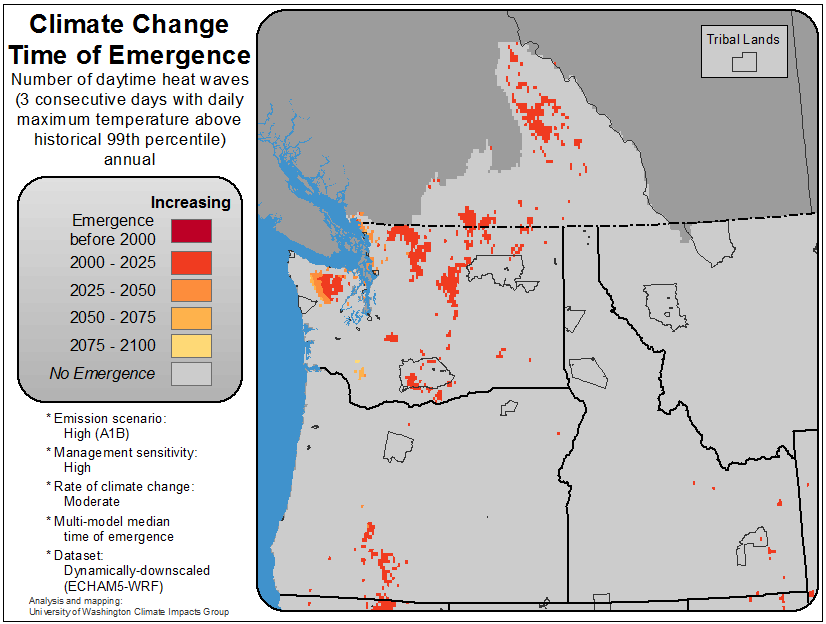 Climate Change
Time of Emergence
Number of daytime heat waves
(3 consecutive days with daily
maximum temperature above
historical 99th percentile)
annual
Increasing
Emergence
before 2000
2000 - 2025
2025 - 2050
2050 - 2075
2075 - 2100
No Emergence
* Emission scenario:
High (A1B)
* Management sensitivity:
High
* Rate of climate change:
Moderate
* Multi-model median
time of emergence
* Dataset:
Dynamically-downscaled
(ECHAM5-WRF)
Analysis and mapping:
University of Washington Climate Impacts Group
Tribal Lands